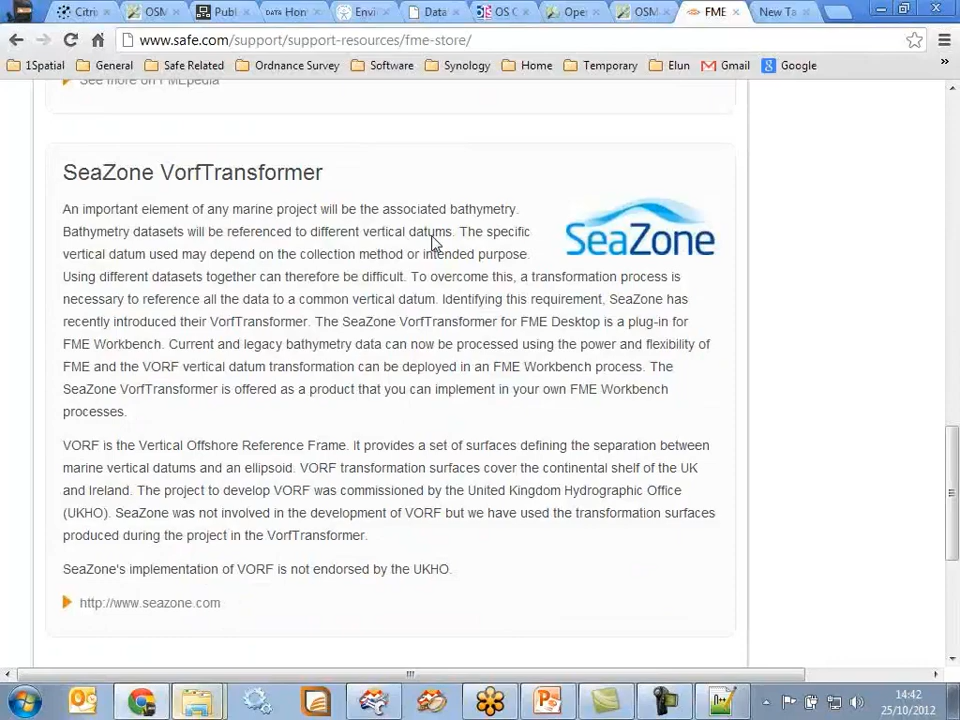 Citri
OSM
Publ
DATA Hon
Envi
Data
OS C
Ope
OSM
FME
New Ta
www.safe.com/support/support-resources/fme-store/
1Spatial
General
Safe Related
Ordnance Survey
Software
Synology
Home
Temporary
Elun
Gmail
Google
See more on FMEpedia
SeaZone VorfTransformer
An important element of any marine project will be the associated bathymetry.
Bathymetry datasets will be referenced to different vertical datums. The specific
vertical datum used may depend on the collection method or intended purpose.
Using different datasets together can therefore be difficult. To overcome this, a transformation process is
necessary to reference all the data to a common vertical datum. Identifying this requirement, SeaZone has
recently introduced their VorfTransformer. The SeaZone VorfTransformer for FME Desktop is a plug-in for
FME Workbench. Current and legacy bathymetry data can now be processed using the power and flexibility of
FME and the VORF vertical datum transformation can be deployed in an FME Workbench process. The
SeaZone VorfTransformer is offered as a product that you can implement in your own FME Workbench
processes.
SeaZone
VORF is the Vertical Offshore Reference Frame. It provides a set of surfaces defining the separation between
marine vertical datums and an ellipsoid. VORF transformation surfaces cover the continental shelf of the UK
and Ireland. The project to develop VORF was commissioned by the United Kingdom Hydrographic Office
(UKHO). SeaZone was not involved in the development of VORF but we have used the transformation surfaces
produced during the project in the VorfTransformer.
SeaZone's implementation of VORF is not endorsed by the UKHO.
http://www.seazone.com
14:42
25/10/2012